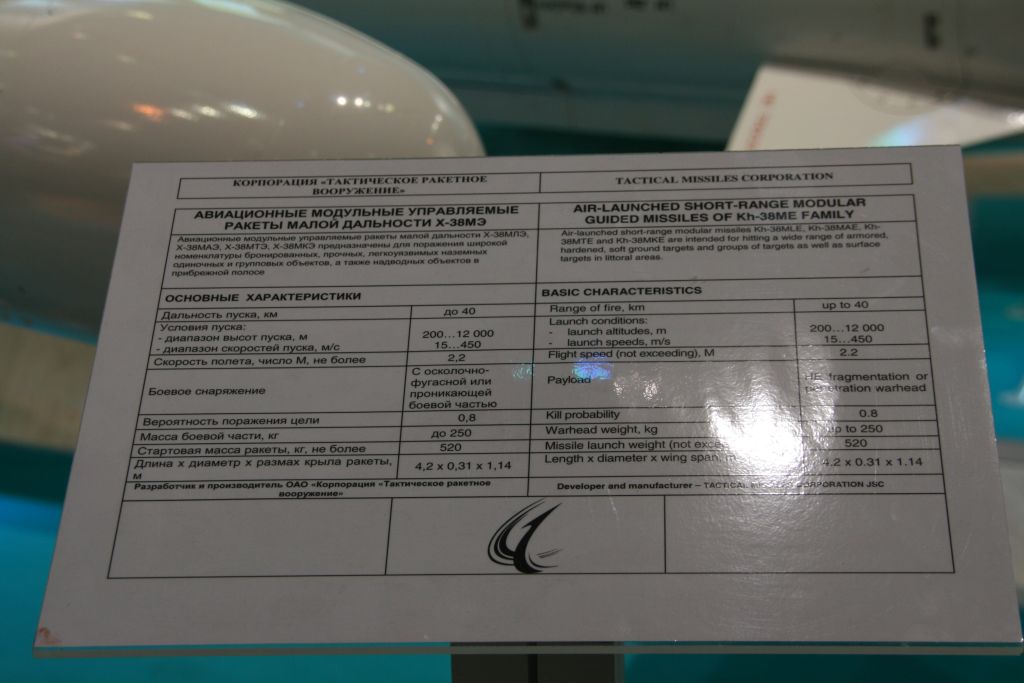 КОРПОРАЦИЯ «ТАКТИЧЕСКОЕ РАКЕТНОЕ
ВООРУЖЕНИЕ»
TACTICAL MISSILES CORPORATION
АВИАЦИОННЫЕ МОДУЛЬНЫЕ УПРАВЛЯЕМЫЕ
РАКЕТЫ МАЛОЙ ДАЛЬНОСТИ Х-38МЭ
AIR-LAUNCHED SHORT-RANGE MODULAR
GUIDED MISSILES OF Kh-38ME FAMILY
Авиационные модульные управляемые ракеты малой дальности Х-38МЛЭ,
Х-38МАЭ, Х-38МТЭ, Х-38МКЭ предназначены для поражения широкой
номенклатуры бронированных, прочных, легкоуязвимых наземных
одиночных и групповых объектов, а также надводных объектов в
прибрежной полосе
Air-launched short-range modular missiles Kh-38MLE, Kh-38MAE, Kh-
38MTE and Kh-38MKE are intended for hitting a wide range of armored,
hardened, soft ground targets and groups of targets as well as surface
targets in littoral areas.
ОСНОВНЫЕ ХАРАКТЕРИСТИКИ
BASIC CHARACTERISTICS
Дальность пуска, км до 40
Range of fire, km up to 40
Условия пуска:
- диапазон высот пуска, м 200...12 000
- диапазон скоростей пуска, м/с 15...450
Launch conditions:
- launch altitudes, m 200...12 000
- launch speeds, m/s 15...450
Скорость полета, число М, не более 2,2
Flight speed (not exceeding), M 2.2
Боевое снаряжение
С осколочно-
фугасной или
проникающей
боевой частью
Payload
HE fragmentation or
penetration warhead
Вероятность поражения цели 0,8
Kill probability 0.8
Масса боевой части, кг до 250
Warhead weight, kg up to 250
Стартовая масса ракеты, кг, не более 520
Missile launch weight (not 520
Длина х диаметр х размах крыла ракеты,
м
4,2 х 0,31 х 1,14
Length x diameter x wing span, 4.2 x 0.31 x 1.14
Разработчик и производитель ОАО «Корпорация «Тактическое ракетное
вооружение»
Developer and manufacturer – TACTICAL CORPORATION JSC